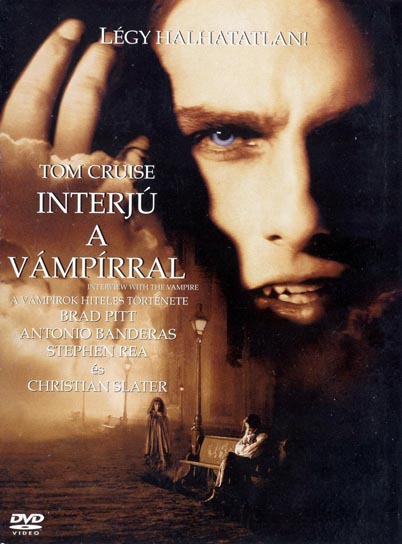 LÉGY HALHATATLAN!
TOM CRUISE
INTERJÚ
A
VÁMPÍRRAL
INTERVIEW WITH THE VAMPIRE
A VÁMPIROK HITELES TÖRTÉNETE
BRAD PITT
ANTONIO BANDERAS
STEPHEN REA
és
CHRISTIAN SLATER
DVD
VIDEO